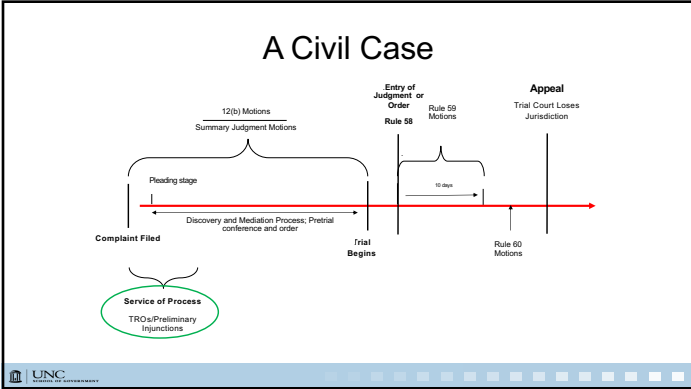 A Civil Case
12(b) Motions
Summary Judgment Motions
Entry of
Judgment or
Order
Rule 58
Rule 59
Motions
Appeal
Trial Court Loses
Jurisdiction
Pleading stage
10 days
Discovery and Mediation Process; Pretrial
conference and order
Complaint Filed
Trial
Begins
Rule 60
Motions
Service of Process
TROs/Preliminary
Injunctions
UNC
SCHOOL OF GOVERNMENT